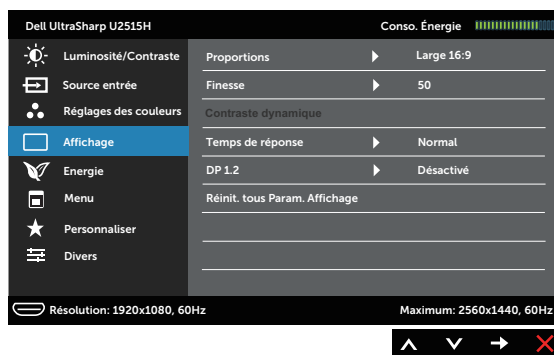 Dell UltraSharp U2515H Conso. Énergie
Luminosité/Contraste
Source entrée
Réglages des couleurs
Affichage
Energie
Menu
Personnaliser
Divers
Proportions Large 16:9
Finesse 50
Contraste dynamique
Temps de réponse Normal
DP 1.2 Désactivé
Réinit. tous Param. Affichage
Résolution: 1920x1080, 60Hz Maximum: 2560x1440, 60Hz